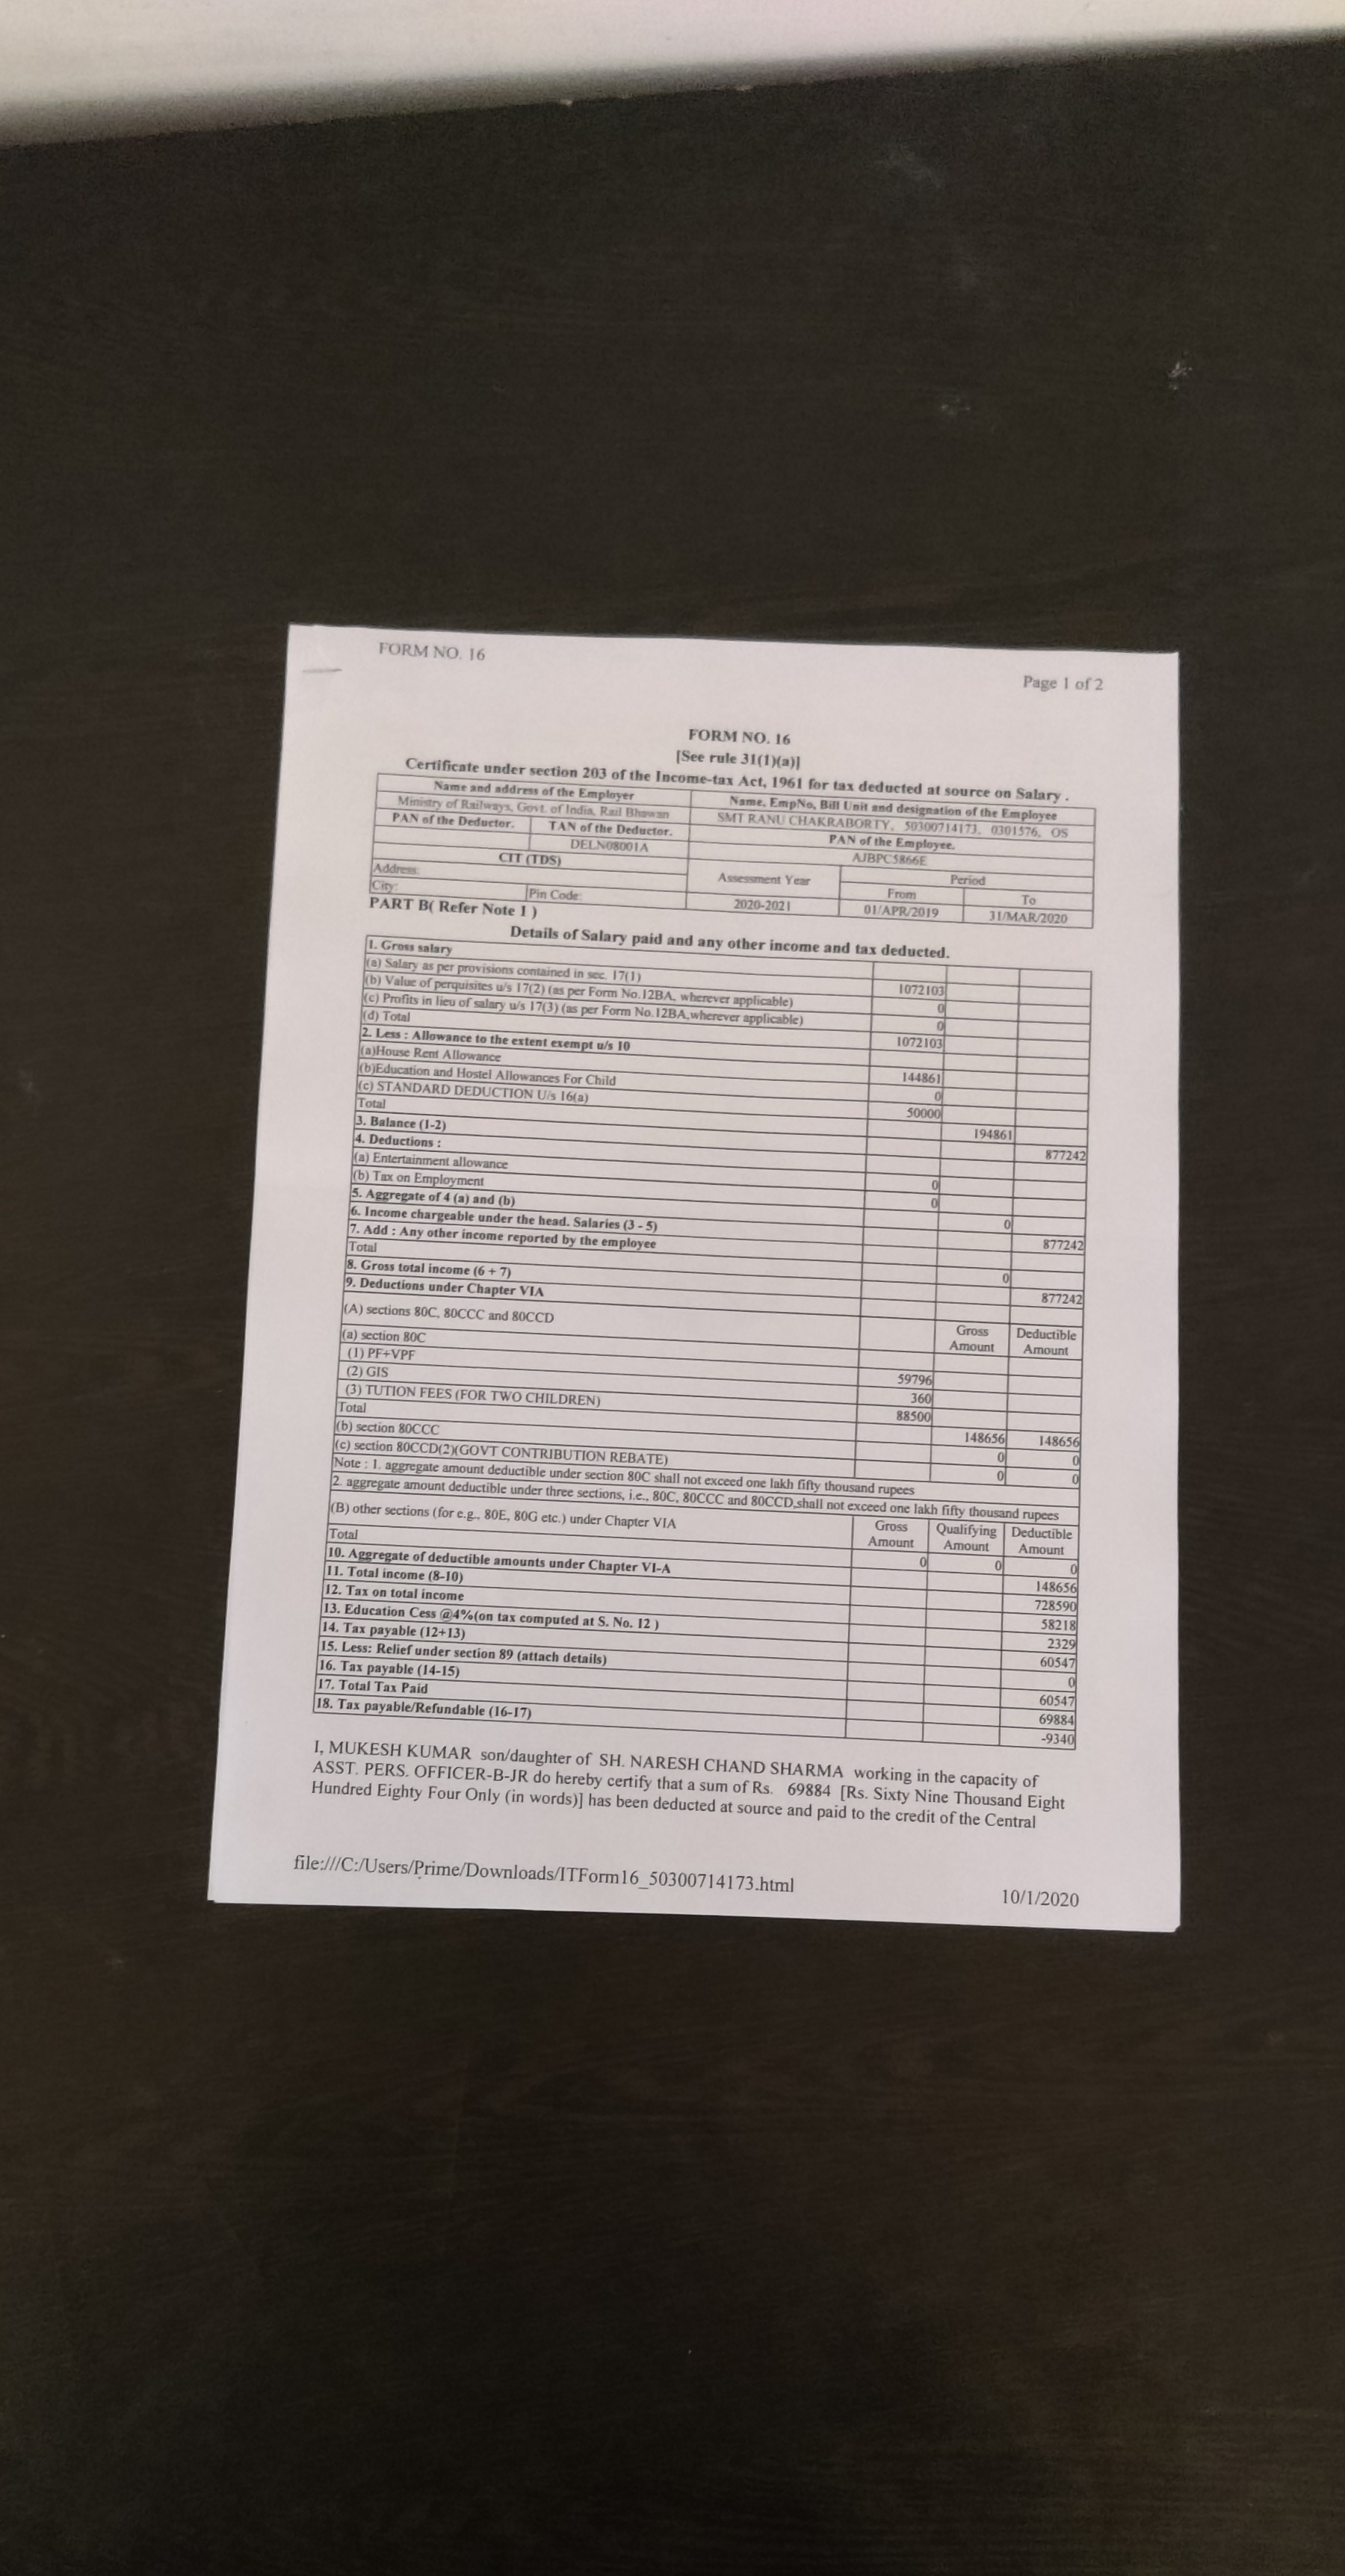 FORM NO. 16
Page 1 of 2
FORM NO. 16
[See rule 31(1)(a)]
Certificate under section 203 of the Income-tax Act, 1961 for tax deducted at source on Salary .
Name and address of the Employer Name, EmpNo, Bill Unit and designation of the Employee
Ministry of Railways, Govt. of India, Rail Bhawan SMT RANU CHAKRABORTY, 50300714173, 0301576, OS
PAN of the Deductor. TAN of the Deductor. PAN of the Employee.
DELN08001A AJBPC5866E
CIT (TDS) Assessment Year Period
Address: From To
City: Pin Code: 2020-2021 01/APR/2019 31/MAR/2020
PART B( Refer Note 1 )
Details of Salary paid and any other income and tax deducted.
1. Gross salary
(a) Salary as per provisions contained in sec. 17(1) 1072103
(b) Value of perquisites u/s 17(2) (as per Form No.12BA, wherever applicable) 0
(c) Profits in lieu of salary u/s 17(3) (as per Form No.12BA,wherever applicable) 0
(d) Total 1072103
2. Less : Allowance to the extent exempt u/s 10
(a)House Rent Allowance 144861
(b)Education and Hostel Allowances For Child 0
(c) STANDARD DEDUCTION U/s 16(a) 50000
Total 194861
3. Balance (1-2) 877242
4. Deductions :
(a) Entertainment allowance 0
(b) Tax on Employment 0
5. Aggregate of 4 (a) and (b) 0
6. Income chargeable under the head. Salaries (3 - 5) 877242
7. Add : Any other income reported by the employee
Total 0
8. Gross total income (6 + 7) 877242
9. Deductions under Chapter VIA
(A) sections 80C, 80CCC and 80CCD Gross Amount Deductible Amount
(a) section 80C
(1) PF+VPF 59796
(2) GIS 360
(3) TUTION FEES (FOR TWO CHILDREN) 88500
Total 148656 148656
(b) section 80CCC 0 0
(c) section 80CCD(2)(GOVT CONTRIBUTION REBATE) 0 0
Note : 1. aggregate amount deductible under section 80C shall not exceed one lakh fifty thousand rupees
2. aggregate amount deductible under three sections, i.e., 80C, 80CCC and 80CCD,shall not exceed one lakh fifty thousand rupees
(B) other sections (for e.g., 80E, 80G etc.) under Chapter VIA Gross Amount Qualifying Amount Deductible Amount
Total 0 0 0
10. Aggregate of deductible amounts under Chapter VI-A 148656
11. Total income (8-10) 728590
12. Tax on total income 58218
13. Education Cess @4%(on tax computed at S. No. 12 ) 2329
14. Tax payable (12+13) 60547
15. Less: Relief under section 89 (attach details) 0
16. Tax payable (14-15) 60547
17. Total Tax Paid 69884
18. Tax payable/Refundable (16-17) -9340
I, MUKESH KUMAR son/daughter of SH. NARESH CHAND SHARMA working in the capacity of
ASST. PERS. OFFICER-B-JR do hereby certify that a sum of Rs. 69884 [Rs. Sixty Nine Thousand Eight
Hundred Eighty Four Only (in words)] has been deducted at source and paid to the credit of the Central
file:///C:/Users/Prime/Downloads/ITForm16_50300714173.html
10/1/2020